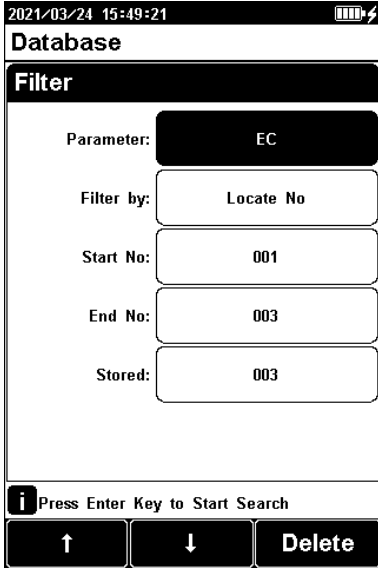 2021/03/24 15:49:21
Database
Filter
Parameter: EC
Filter by: Locate No
Start No: 001
End No: 003
Stored: 003
i Press Enter Key to Start Search
↑ ↓ Delete